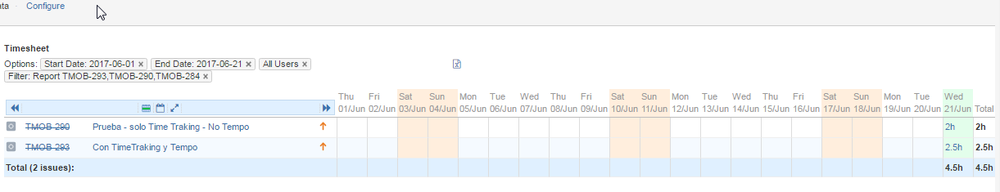 ata · Configure
Timesheet
Options: Start Date: 2017-06-01 × End Date: 2017-06-21 × All Users ×
Filter: Report TMOB-293,TMOB-290,TMOB-284 ×
Thu Fri Sat Sun Mon Tue Wed Thu Fri Sat Sun Mon Tue Wed Thu Fri Sat Sun Mon Tue Wed
01/Jun 02/Jun 03/Jun 04/Jun 05/Jun 06/Jun 07/Jun 08/Jun 09/Jun 10/Jun 11/Jun 12/Jun 13/Jun 14/Jun 15/Jun 16/Jun 17/Jun 18/Jun 19/Jun 20/Jun 21/Jun Total
TMOB-290 Prueba - solo Time Traking - No Tempo 2h 2h
TMOB-293 Con TimeTraking y Tempo 2.5h 2.5h
Total (2 issues): 4.5h 4.5h